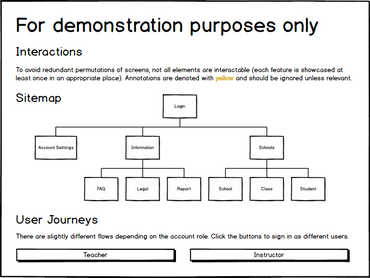 For demonstration purposes only
Interactions
To avoid redundant permutations of screens, not all elements are interactable (each feature is showcased at
least once in an appropriate place). Annotations are denoted with yellow and should be ignored unless relevant.
Sitemap
Login
Account Settings
Information
Schools
FAQ
Legal
Report
School
Class
Student
User Journeys
There are slightly different flows depending on the account role. Click the buttons to sign in as different users.
Teacher
Instructor